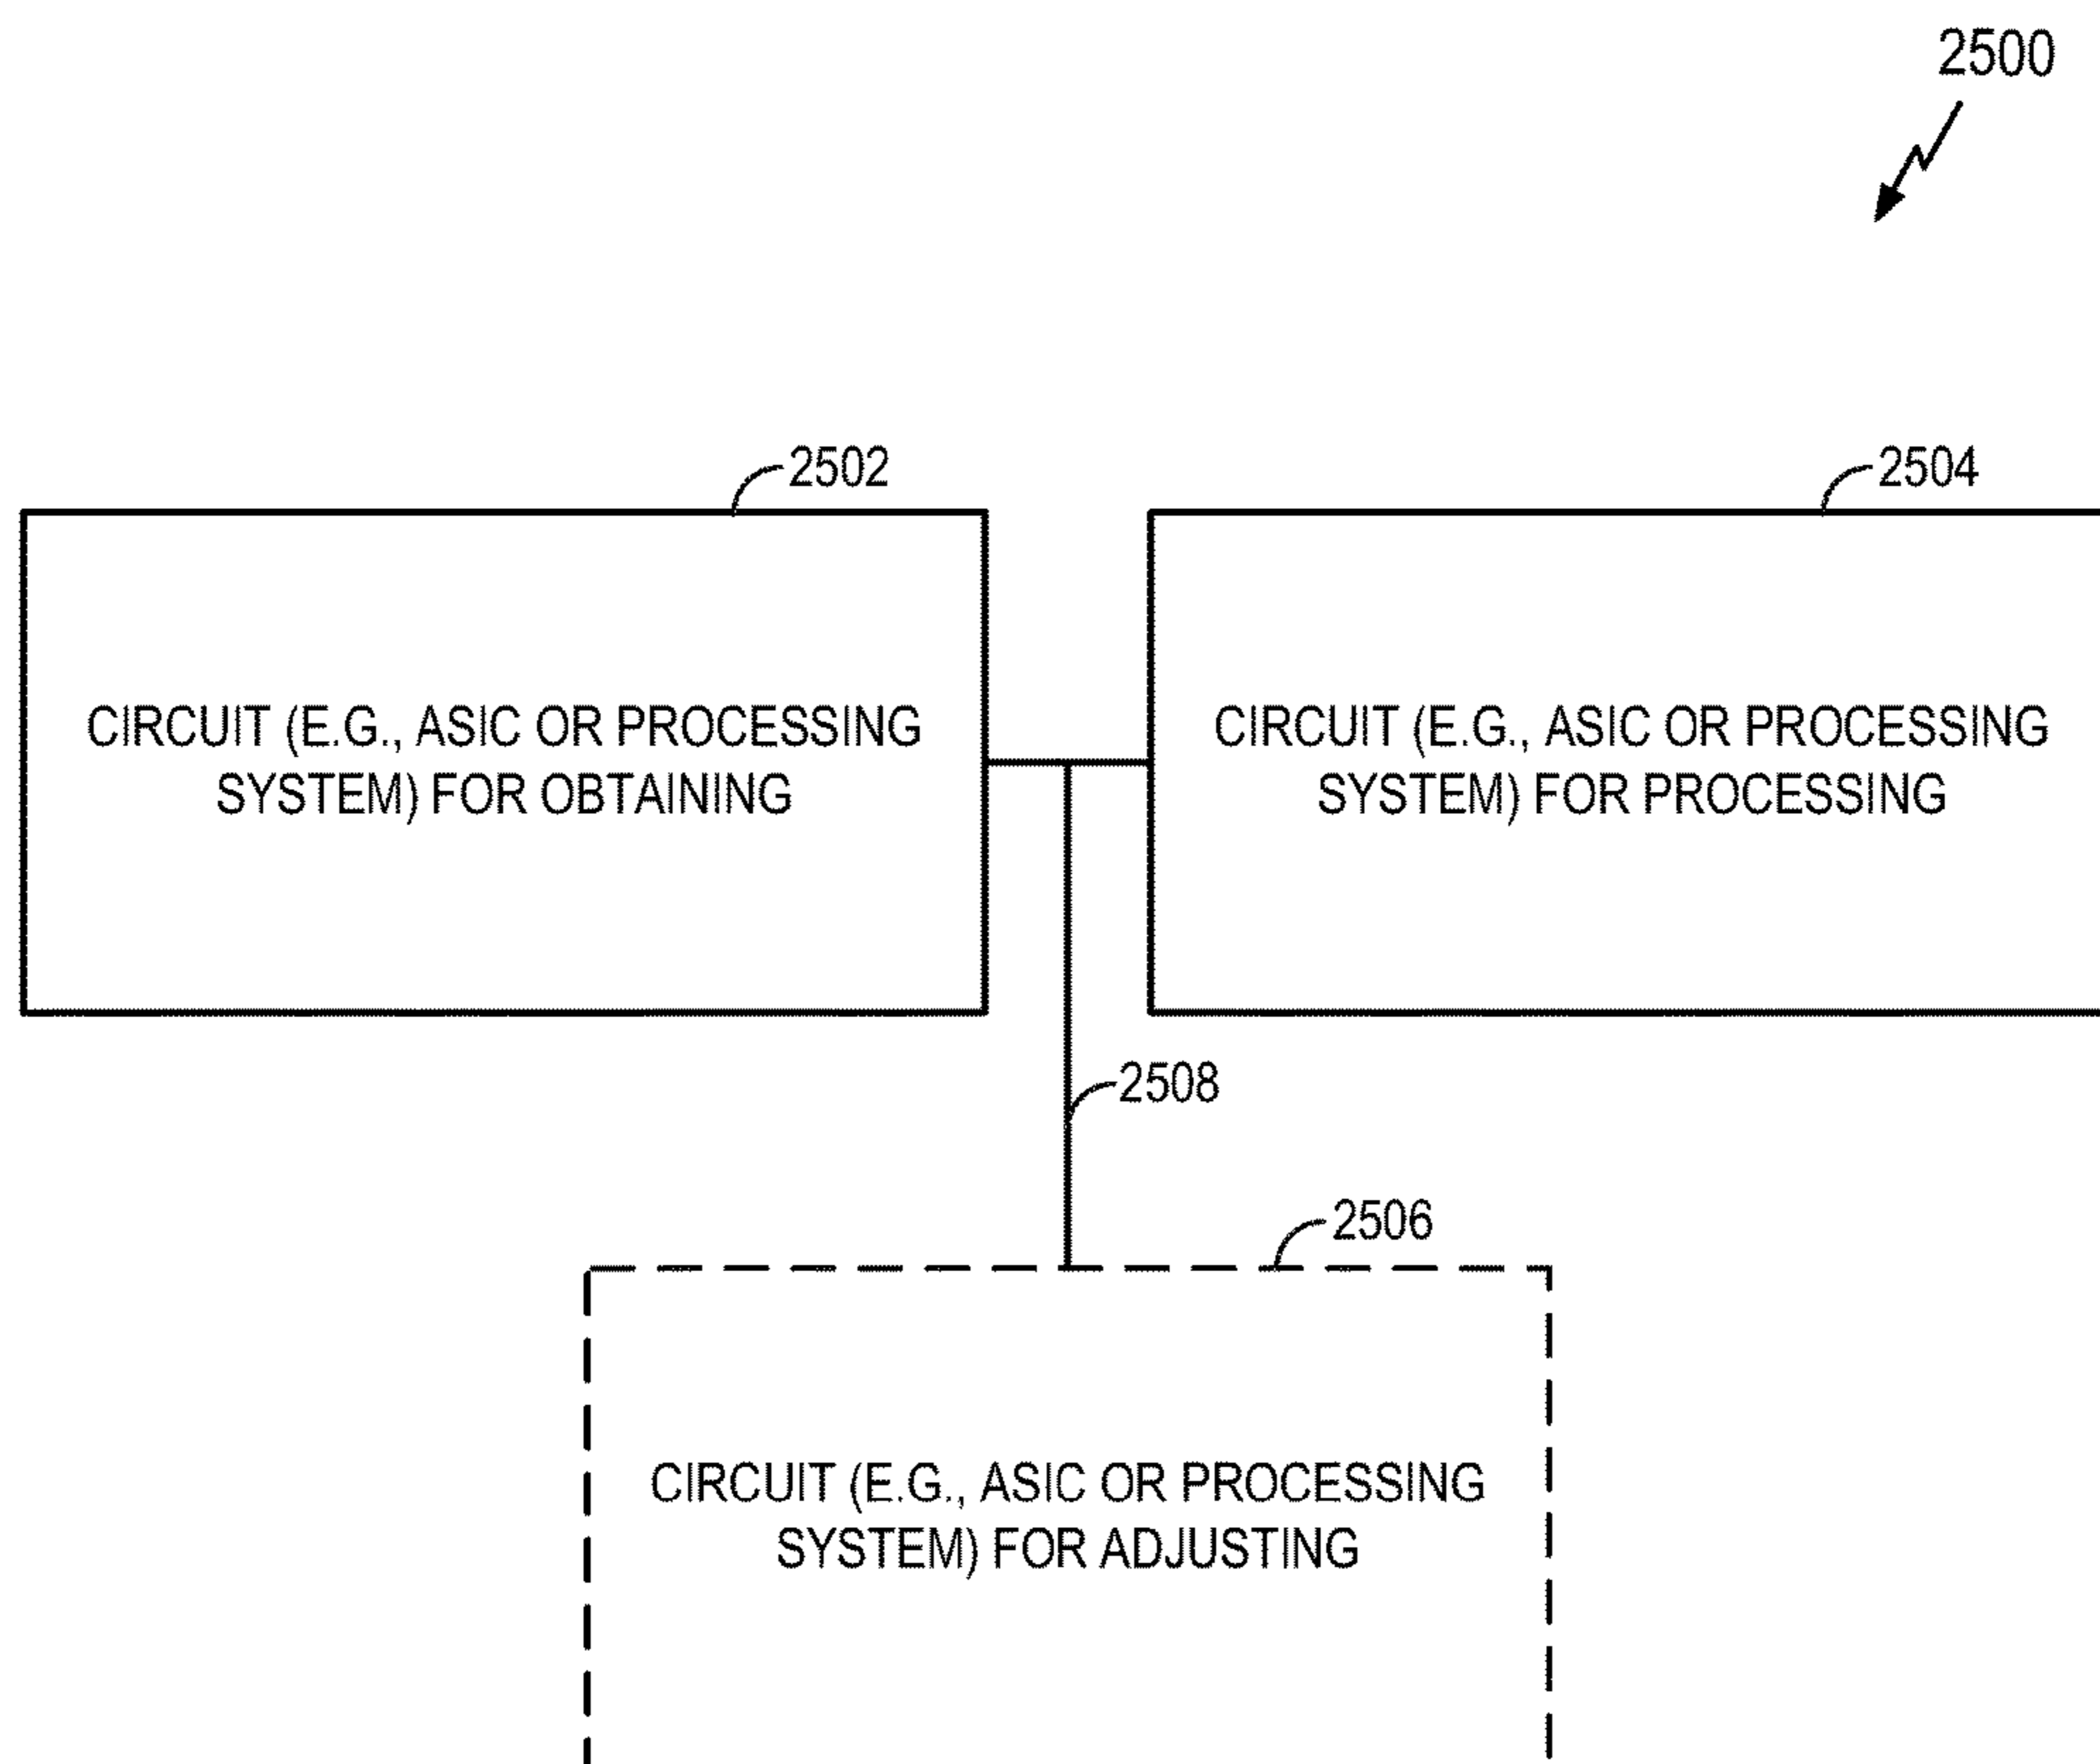 2500
2502
2504
CIRCUIT (E.G., ASIC OR PROCESSING
SYSTEM) FOR OBTAINING
CIRCUIT (E.G., ASIC OR PROCESSING
SYSTEM) FOR PROCESSING
2508
2506
CIRCUIT (E.G., ASIC OR PROCESSING
SYSTEM) FOR ADJUSTING